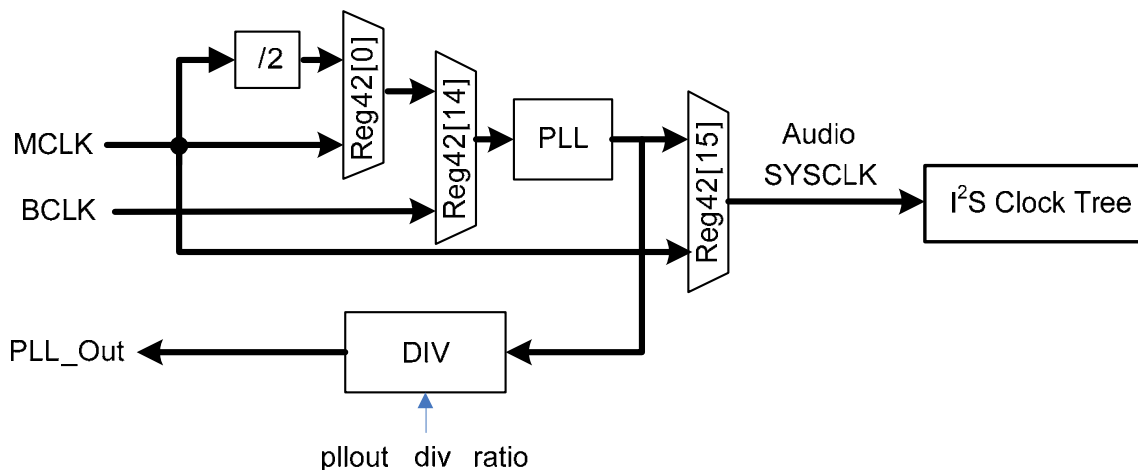 /2
Reg42[0]
MCLK
BCLK
Reg42[14]
PLL
Reg42[15]
Audio
SYSCLK
I²S Clock Tree
PLL_Out
DIV
pllout div ratio